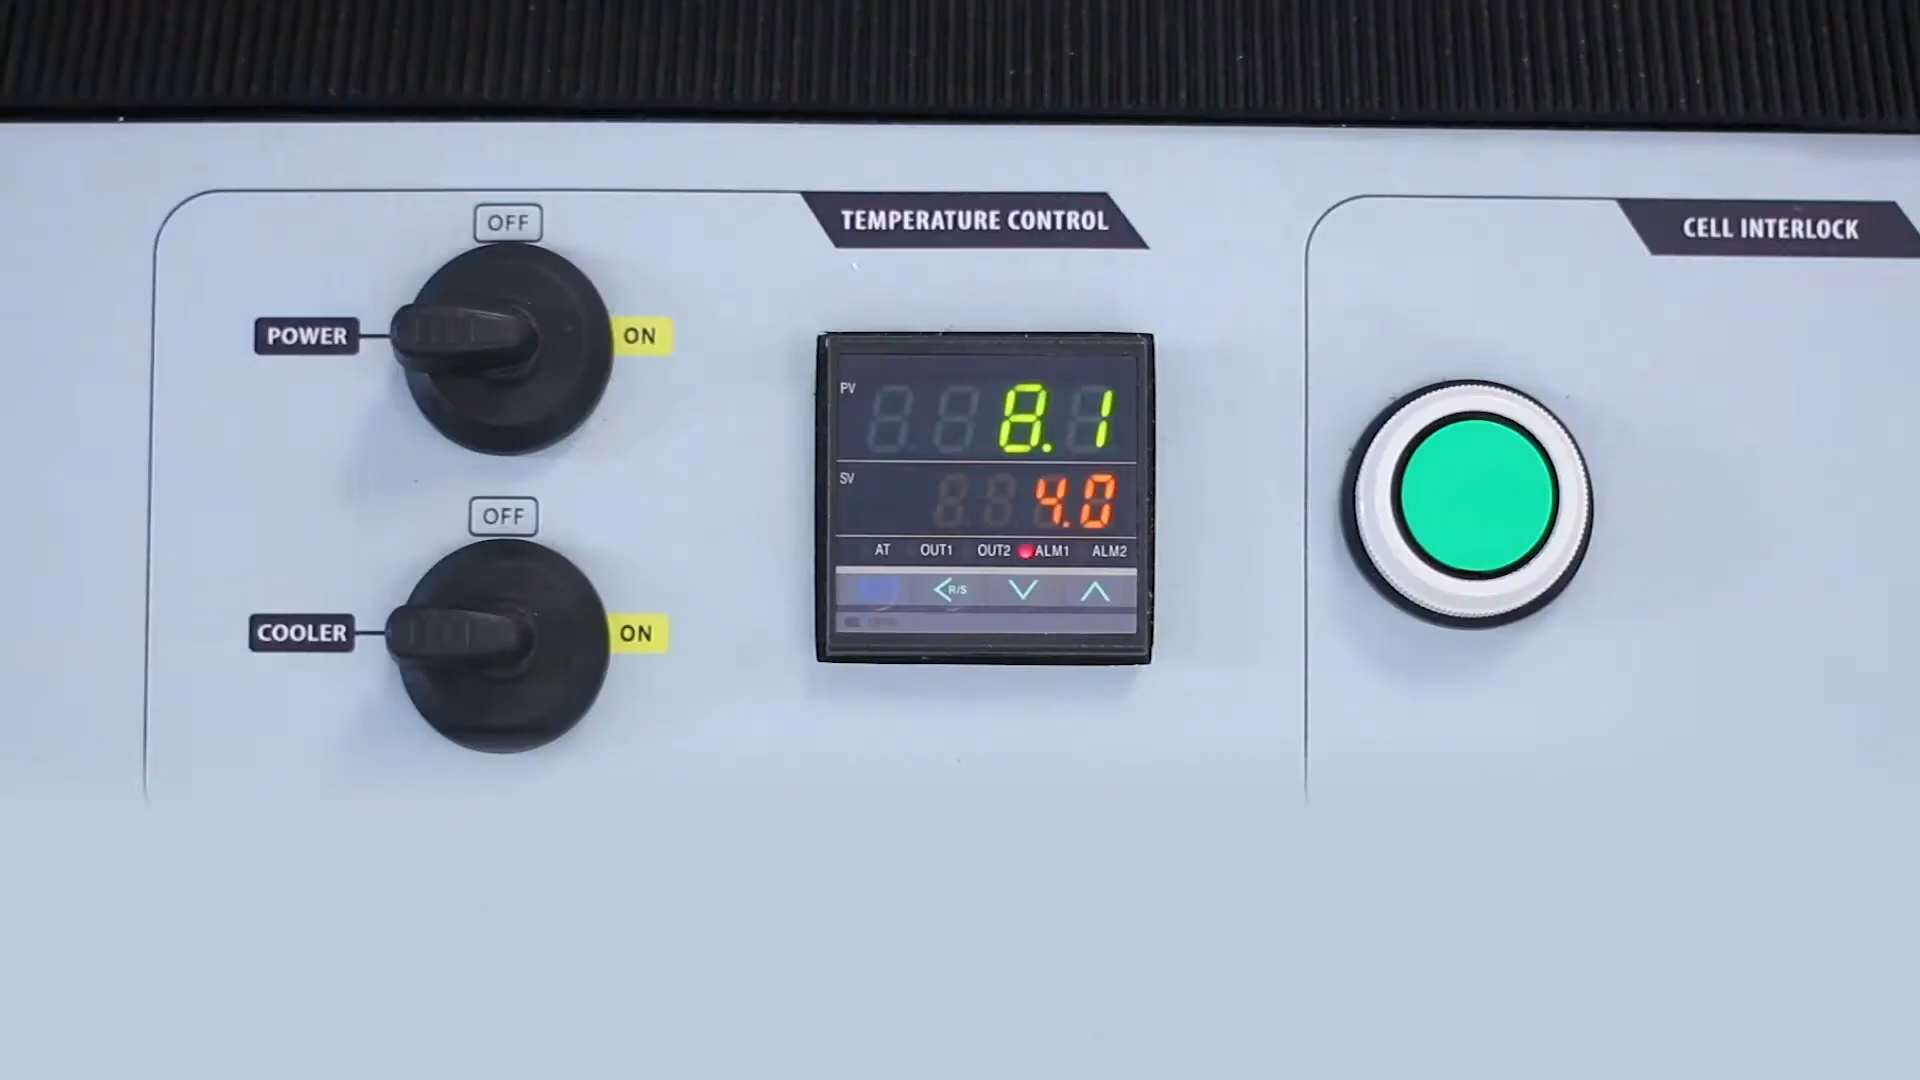 OFF
TEMPERATURE CONTROL
CELL INTERLOCK
POWER
ON
PV
8.1
SV
4.0
AT OUT1 OUT2 ALM1 ALM2
R/S
OFF
COOLER
ON